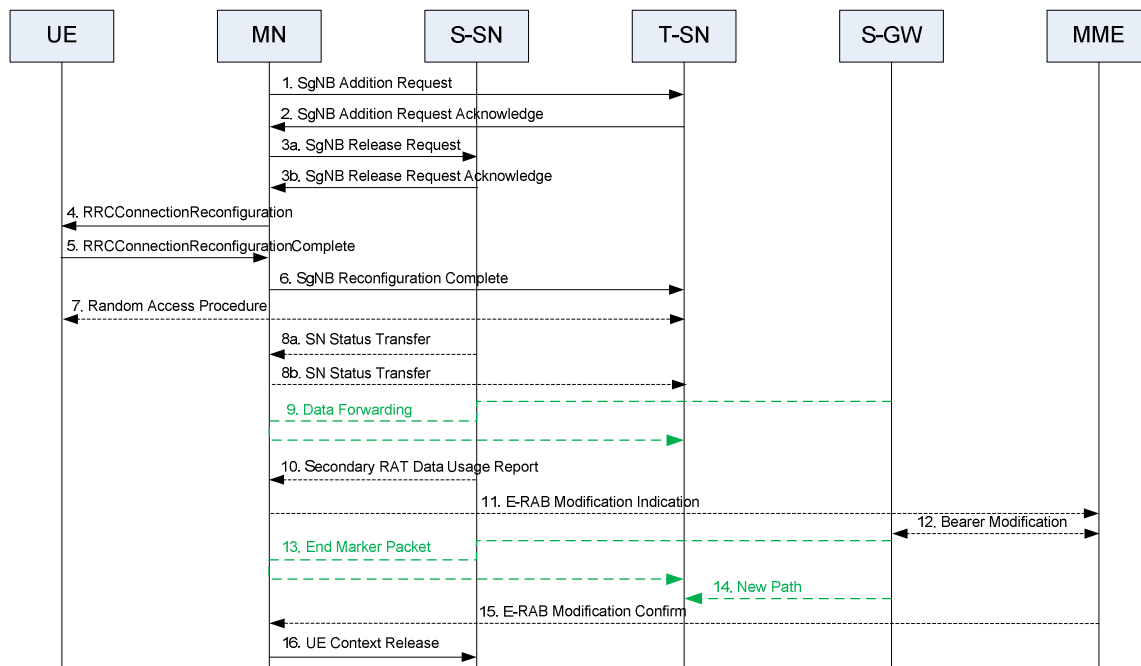 UE
MN
S-SN
T-SN
S-GW
MME
1. SgNB Addition Request
2. SgNB Addition Request Acknowledge
3a. SgNB Release Request
3b. SgNB Release Request Acknowledge
4. RRCConnectionReconfiguration
5. RRCConnectionReconfigurationComplete
6. SgNB Reconfiguration Complete
7. Random Access Procedure
8a. SN Status Transfer
8b. SN Status Transfer
9. Data Forwarding
10. Secondary RAT Data Usage Report
11. E-RAB Modification Indication
12. Bearer Modification
13. End Marker Packet
14. New Path
15. E-RAB Modification Confirm
16. UE Context Release